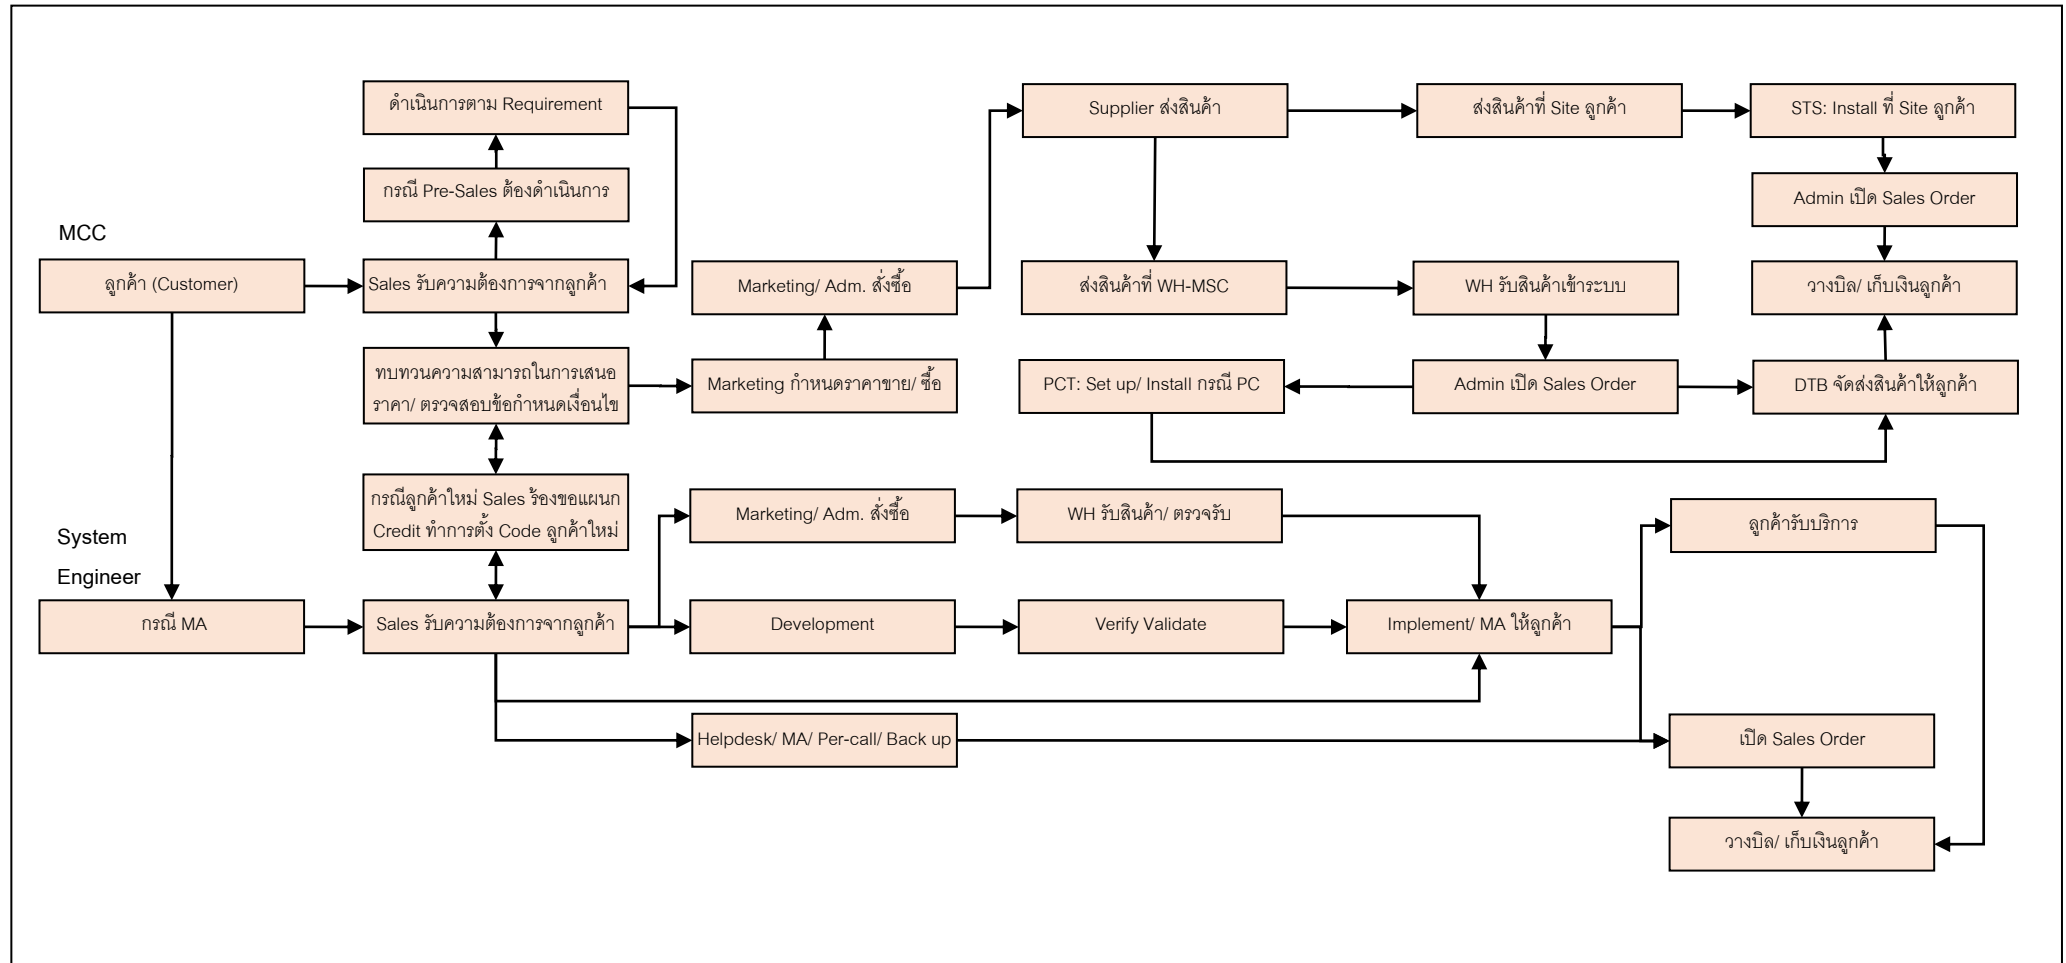 ดำเนินการตาม Requirement
Supplier ส่งสินค้า
ส่งสินค้าที่ Site ลูกค้า
STS: Install ที่ Site ลูกค้า
กรณี Pre-Sales ต้องดำเนินการ
Admin เปิด Sales Order
MCC
ลูกค้า (Customer)
Sales รับความต้องการจากลูกค้า
Marketing/ Adm. สั่งซื้อ
ส่งสินค้าที่ WH-MSC
WH รับสินค้าเข้าระบบ
วางบิล/ เก็บเงินลูกค้า
ทบทวนความสามารถในการเสนอ
ราคา/ ตรวจสอบข้อกำหนดเงื่อนไข
Marketing กำหนดราคาขาย/ ซื้อ
PCT: Set up/ Install กรณี PC
Admin เปิด Sales Order
DTB จัดส่งสินค้าให้ลูกค้า
กรณีลูกค้าใหม่ Sales ร้องขอแผนก
Credit ทำการตั้ง Code ลูกค้าใหม่
Marketing/ Adm. สั่งซื้อ
WH รับสินค้า/ ตรวจรับ
ลูกค้ารับบริการ
System
Engineer
กรณี MA
Sales รับความต้องการจากลูกค้า
Development
Verify Validate
Implement/ MA ให้ลูกค้า
Helpdesk/ MA/ Per-call/ Back up
เปิด Sales Order
วางบิล/ เก็บเงินลูกค้า